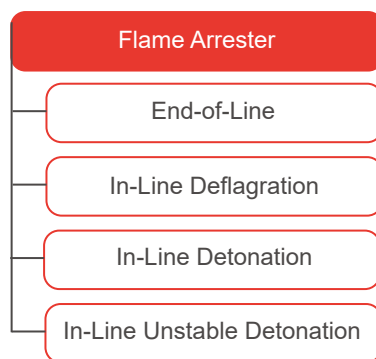 Flame Arrester
End-of-Line
In-Line Deflagration
In-Line Detonation
In-Line Unstable Detonation